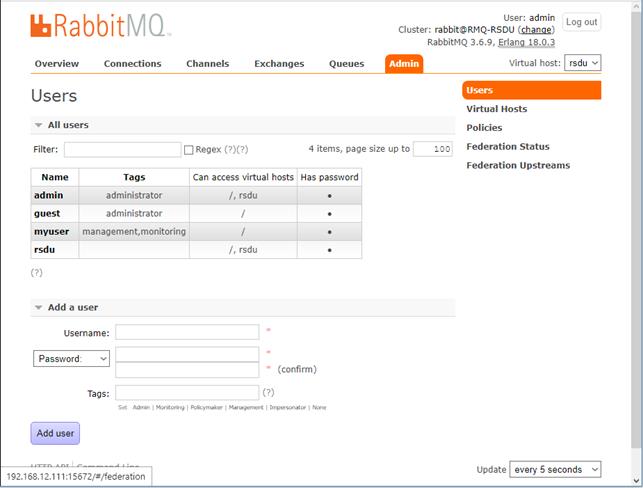 RabbitMQ
User: admin
Log out
Cluster: rabbit@RMQ-RSDU (change)
RabbitMQ 3.6.9, Erlang 18.0.3
Overview Connections Channels Exchanges Queues Admin
Virtual host: rsdu
Users
Users
Virtual Hosts
Policies
Federation Status
Federation Upstreams
All users
Filter: Regex (?)(?) 4 items, page size up to 100
Name Tags Can access virtual hosts Has password
admin administrator /, rsdu •
guest administrator / •
myuser management,monitoring / •
rsdu /, rsdu •
(?)
Add a user
Username: *
Password: *
* (confirm)
Tags: (?)
Set Admin | Monitoring | Policymaker | Management | Impersonator | None
Add user
HTTP API | Command Line
Update every 5 seconds
192.168.12.111:15672/#/federation